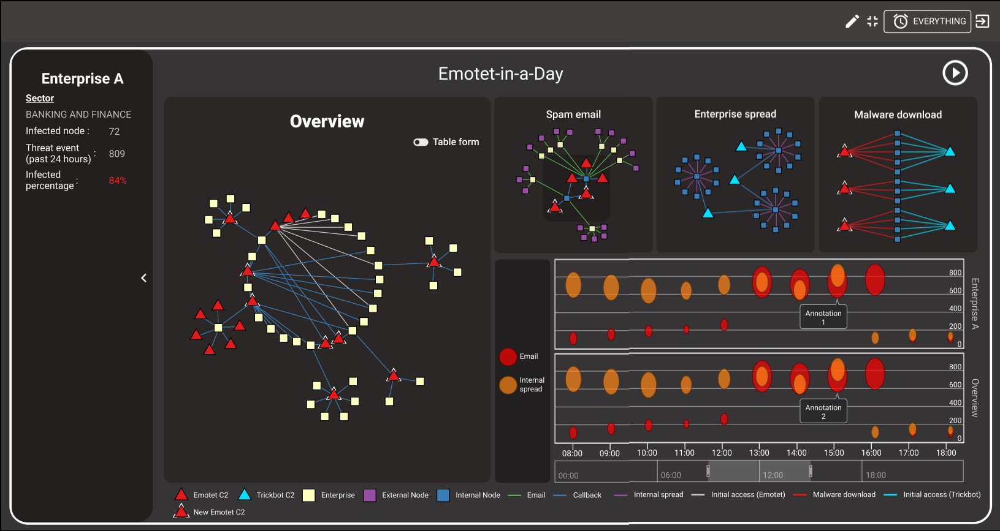 EVERYTHING
Enterprise A
Sector
BANKING AND FINANCE
Infected node : 72
Threat event
(past 24 hours) : 809
Infected
percentage : 84%
Emotet-in-a-Day
Overview
Table form
Spam email
Enterprise spread
Malware download
Email
Internal
spread
800
600
400
200
0
Enterprise A
Annotation
1
800
600
400
200
0
Overview
Annotation
2
08:00 09:00 10:00 11:00 12:00 13:00 14:00 15:00 16:00 17:00 18:00
00:00 06:00 12:00 18:00
Emotet C2 Trickbot C2 Enterprise External Node Internal Node Email Callback Internal spread Initial access (Emotet) Malware download Initial access (Trickbot)
New Emotet C2